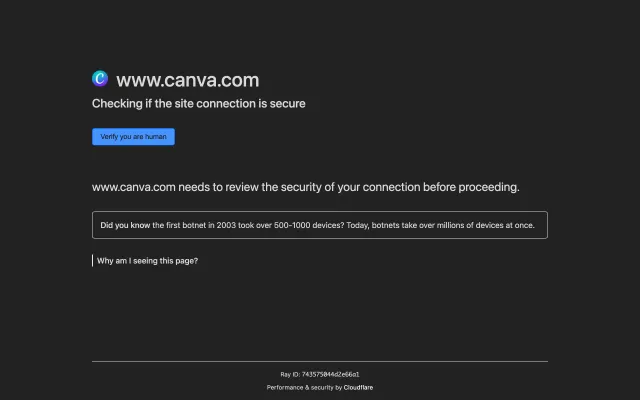 www.canva.com
Checking if the site connection is secure
Verify you are human
www.canva.com needs to review the security of your connection before proceeding.
Did you know the first botnet in 2003 took over 500-1000 devices? Today, botnets take over millions of devices at once.
Why am I seeing this page?
Ray ID: 743575044d2e66a1
Performance & security by Cloudflare